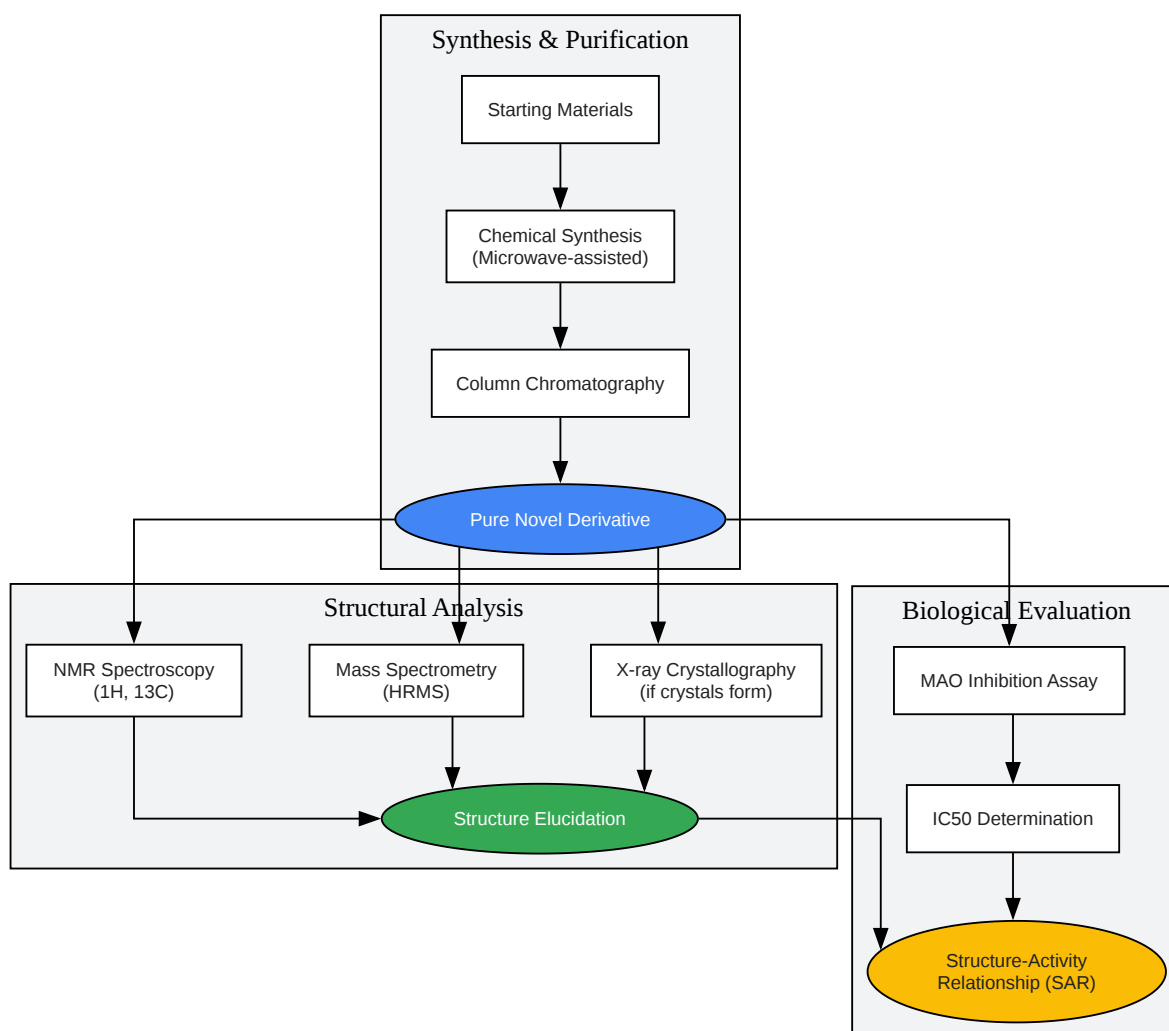 Synthesis & Purification
Starting Materials
Chemical Synthesis
(Microwave-assisted)
Column Chromatography
Pure Novel Derivative
Structural Analysis
NMR Spectroscopy
(1H, 13C)
Mass Spectrometry
(HRMS)
X-ray Crystallography
(if crystals form)
Structure Elucidation
Biological Evaluation
MAO Inhibition Assay
IC50 Determination
Structure-Activity
Relationship (SAR)